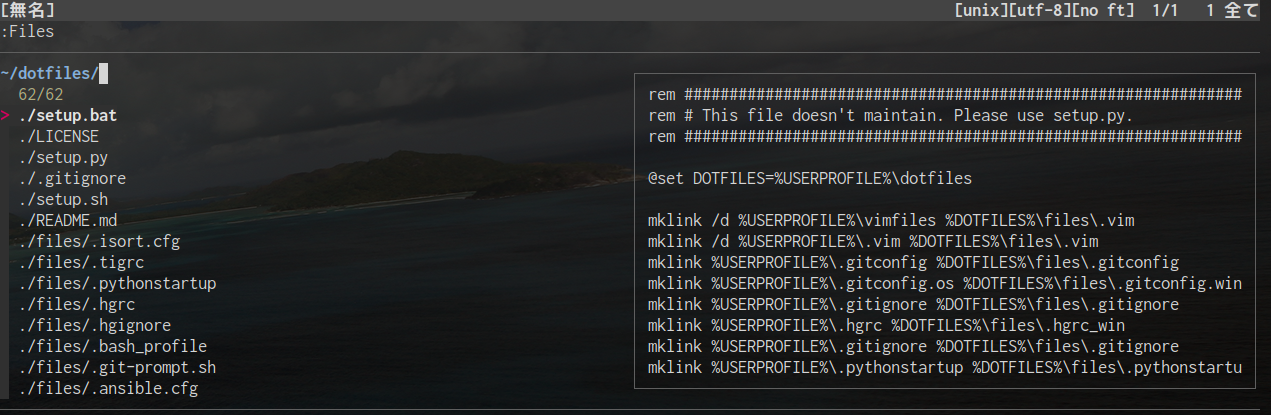 [無名] [unix][utf-8][no ft] 1/1 1 全て
:Files
~/dotfiles/
62/62
> ./setup.bat
./LICENSE
./setup.py
./.gitignore
./setup.sh
./README.md
./files/.isort.cfg
./files/.tigrc
./files/.pythonstartup
./files/.hgrc
./files/.hgignore
./files/.bash_profile
./files/.git-prompt.sh
./files/.ansible.cfg
rem ##############################################################
rem # This file doesn't maintain. Please use setup.py.
rem ##############################################################
@set DOTFILES=%USERPROFILE%\dotfiles
mklink /d %USERPROFILE%\vimfiles %DOTFILES%\files\.vim
mklink /d %USERPROFILE%\.vim %DOTFILES%\files\.vim
mklink %USERPROFILE%\.gitconfig %DOTFILES%\files\.gitconfig
mklink %USERPROFILE%\.gitconfig.os %DOTFILES%\files\.gitconfig.win
mklink %USERPROFILE%\.gitignore %DOTFILES%\files\.gitignore
mklink %USERPROFILE%\.hgrc %DOTFILES%\files\.hgrc_win
mklink %USERPROFILE%\.gitignore %DOTFILES%\files\.gitignore
mklink %USERPROFILE%\.pythonstartup %DOTFILES%\files\.pythonstartu